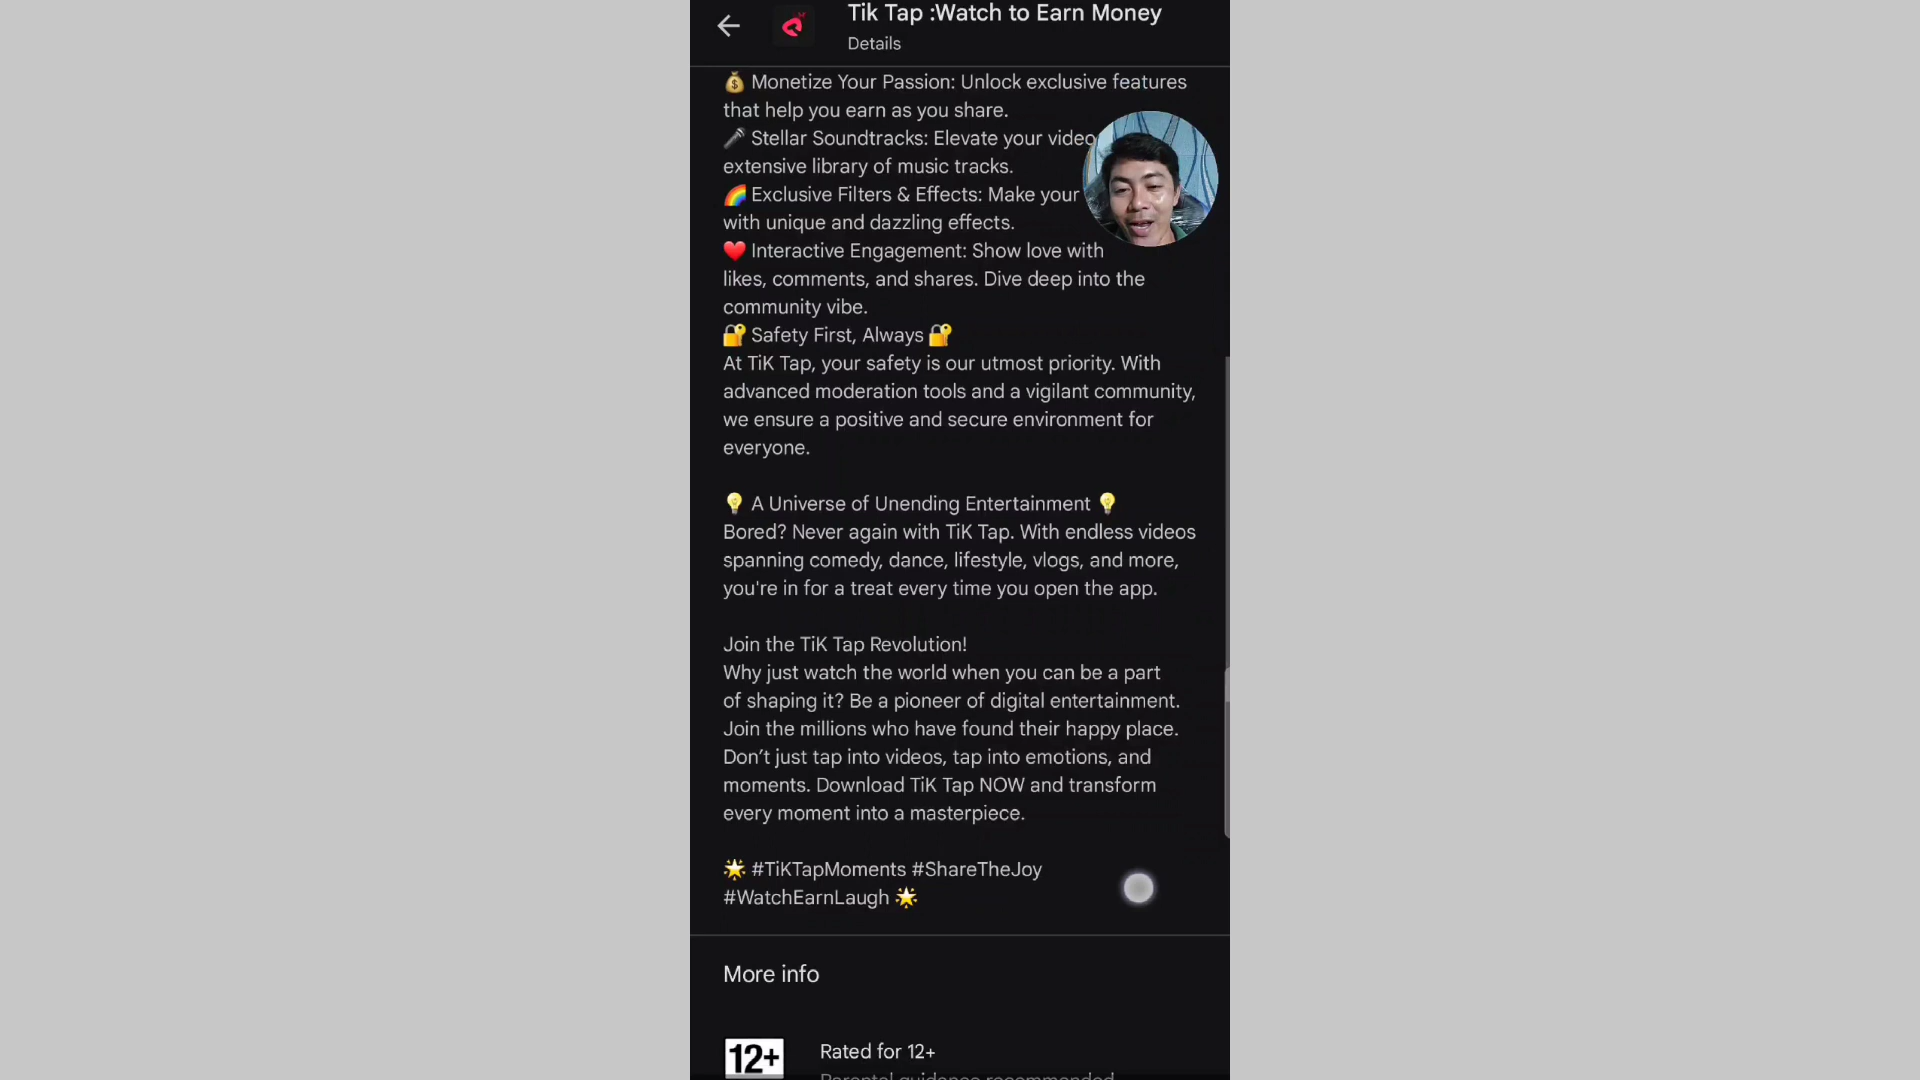 Tik Tap :Watch to Earn Money
Details
💰 Monetize Your Passion: Unlock exclusive features
that help you earn as you share.
🎤 Stellar Soundtracks: Elevate your video
extensive library of music tracks.
🌈 Exclusive Filters & Effects: Make your
with unique and dazzling effects.
❤️ Interactive Engagement: Show love with
likes, comments, and shares. Dive deep into the
community vibe.
🔐 Safety First, Always 🔐
At TiK Tap, your safety is our utmost priority. With
advanced moderation tools and a vigilant community,
we ensure a positive and secure environment for
everyone.
💡 A Universe of Unending Entertainment 💡
Bored? Never again with TiK Tap. With endless videos
spanning comedy, dance, lifestyle, vlogs, and more,
you're in for a treat every time you open the app.
Join the TiK Tap Revolution!
Why just watch the world when you can be a part
of shaping it? Be a pioneer of digital entertainment.
Join the millions who have found their happy place.
Don’t just tap into videos, tap into emotions, and
moments. Download TiK Tap NOW and transform
every moment into a masterpiece.
🌟 #TiKTapMoments #ShareTheJoy
#WatchEarnLaugh 🌟
More info
12+
Rated for 12+
Parental guidance recommended